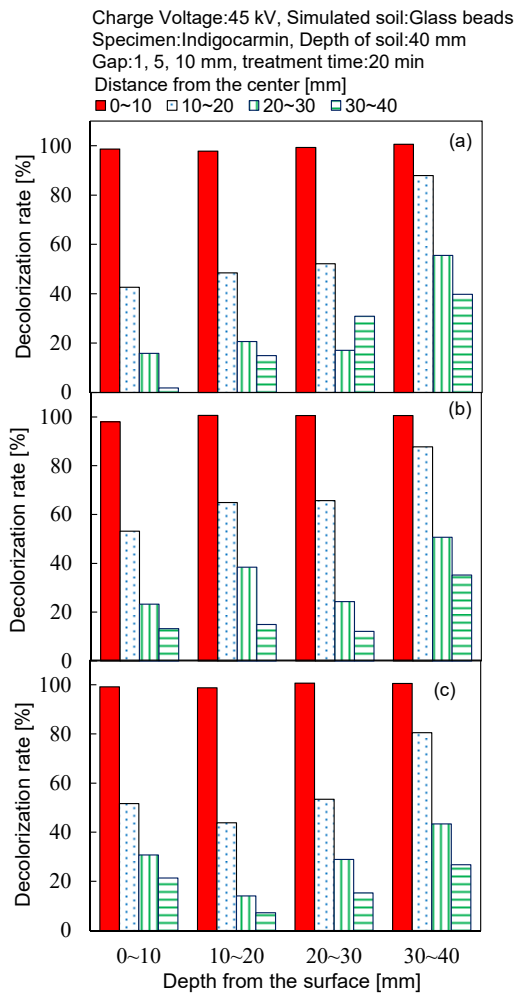 Charge Voltage:45 kV, Simulated soil:Glass beads
Specimen:Indigocarmin, Depth of soil:40 mm
Gap:1, 5, 10 mm, treatment time:20 min
Distance from the center [mm]
0~10 10~20 20~30 30~40
(a)
100
80
60
40
20
0
Decolorization rate [%]
(b)
100
80
60
40
20
0
Decolorization rate [%]
(c)
100
80
60
40
20
0
Decolorization rate [%]
0~10 10~20 20~30 30~40
Depth from the surface [mm]